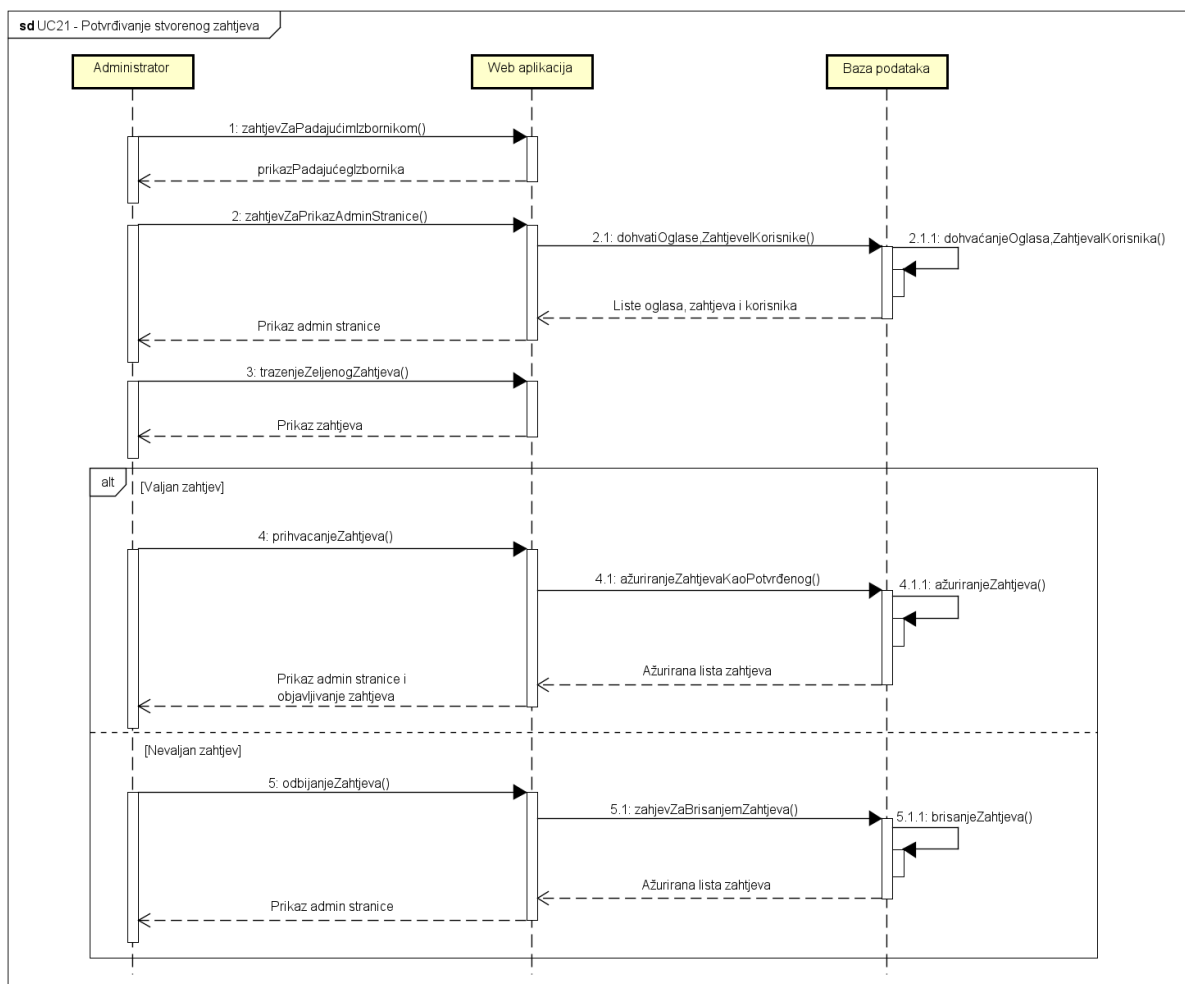 sd UC21 - Potvrđivanje stvorenog zahtjeva
Administrator
Web aplikacija
Baza podataka
1: zahtjevZaPadajućimIzbornikom()
prikazPadajućegIzbornika
2: zahtjevZaPrikazAdminStranice()
2.1: dohvatiOglase,ZahtjeveIKorisnike()
2.1.1: dohvaćanjeOglasa,ZahtjevaIKorisnika()
Liste oglasa, zahtjeva i korisnika
Prikaz admin stranice
3: trazenjeZeljenogZahtjeva()
Prikaz zahtjeva
alt
[Valjan zahtjev]
4: prihvacanjeZahtjeva()
4.1: ažuriranjeZahtjevaKaoPotvrđenog()
4.1.1: ažuriranjeZahtjeva()
Ažurirana lista zahtjeva
Prikaz admin stranice i
objavljivanje zahtjeva
[Nevaljan zahtjev]
5: odbijanjeZahtjeva()
5.1: zahjevZaBrisanjemZahtjeva()
5.1.1: brisanjeZahtjeva()
Ažurirana lista zahtjeva
Prikaz admin stranice